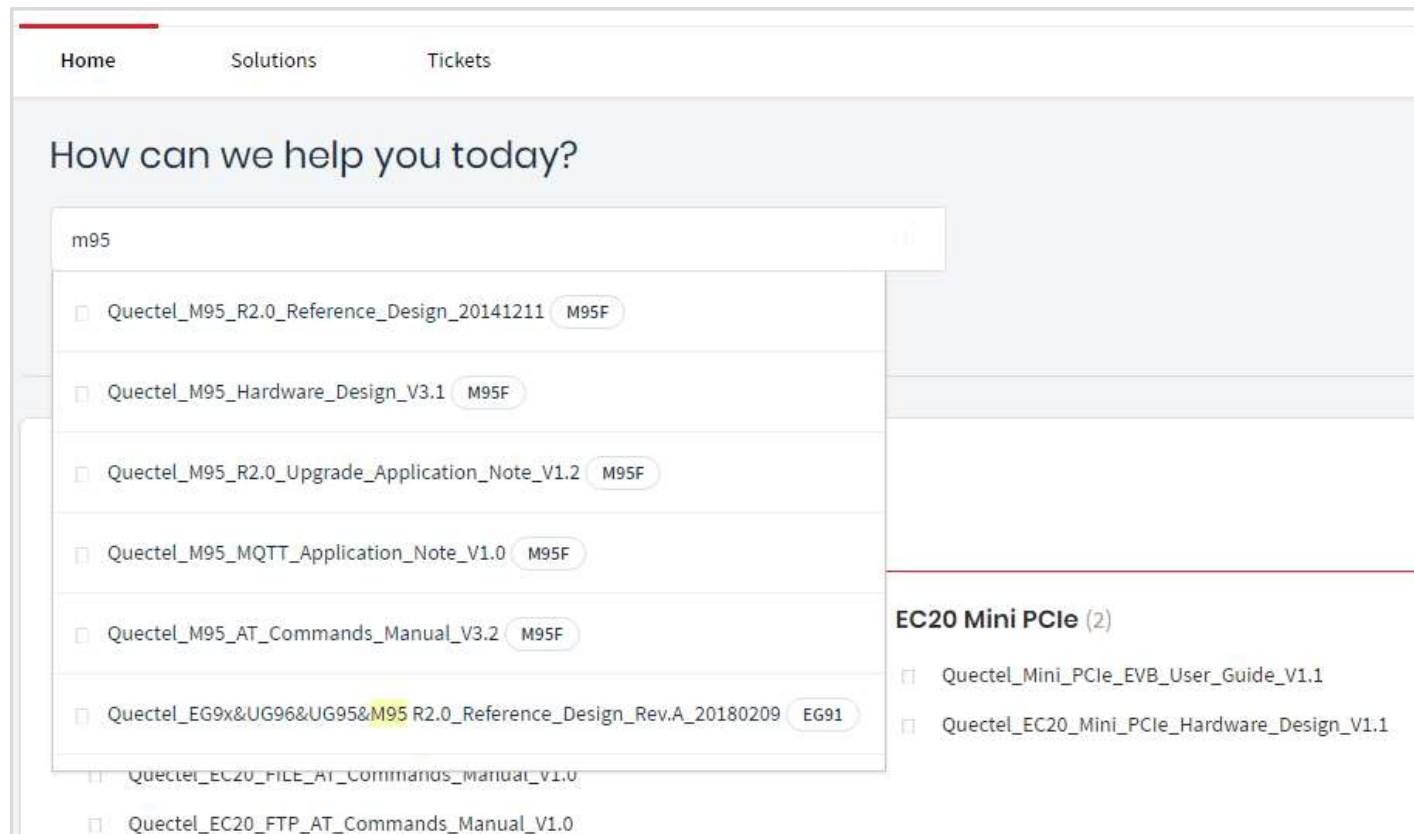 Home Solutions Tickets
How can we help you today?
m95
Quectel_M95_R2.0_Reference_Design_20141211 M95F
Quectel_M95_Hardware_Design_V3.1 M95F
Quectel_M95_R2.0_Upgrade_Application_Note_V1.2 M95F
Quectel_M95_MQTT_Application_Note_V1.0 M95F
Quectel_M95_AT_Commands_Manual_V3.2 M95F
Quectel_EG9x&UG96&UG95&M95 R2.0_Reference_Design_Rev.A_20180209 EG91
EC20 Mini PCIe (2)
Quectel_Mini_PCIe_EVB_User_Guide_V1.1
Quectel_EC20_Mini_PCIe_Hardware_Design_V1.1
Quectel_EC20_FILE_AT_Commands_Manual_V1.0
Quectel_EC20_FTP_AT_Commands_Manual_V1.0